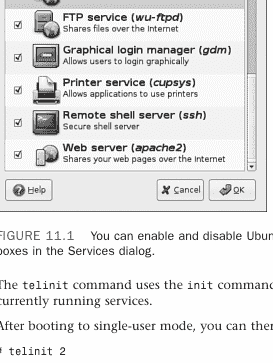 FTP service (wu-ftpd)
Shares files over the Internet
Graphical login manager (gdm)
Allows users to login graphically
Printer service (cupsys)
Allows applications to use printers
Remote shell server (ssh)
Secure shell server
Web server (apache2)
Shares your web pages over the Internet
Help Cancel OK
FIGURE 11.1 You can enable and disable
boxes in the Services dialog.
The telinit command uses the init
currently running services.
After booting to single-user mode, you can
# telinit 2